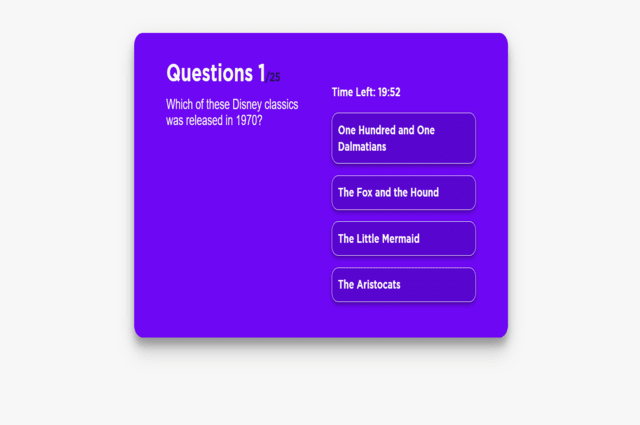 Questions 1/25
Which of these Disney classics
was released in 1970?
Time Left: 19:52
One Hundred and One
Dalmatians
The Fox and the Hound
The Little Mermaid
The Aristocats